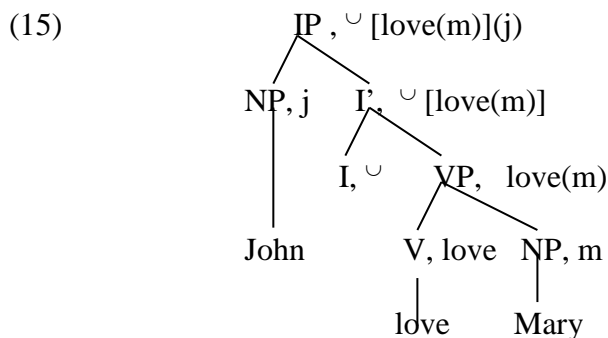 (15) IP , ∪ [love(m)](j)
NP, j I’, ∪ [love(m)]
I, ∪ VP, love(m)
John V, love NP, m
love Mary